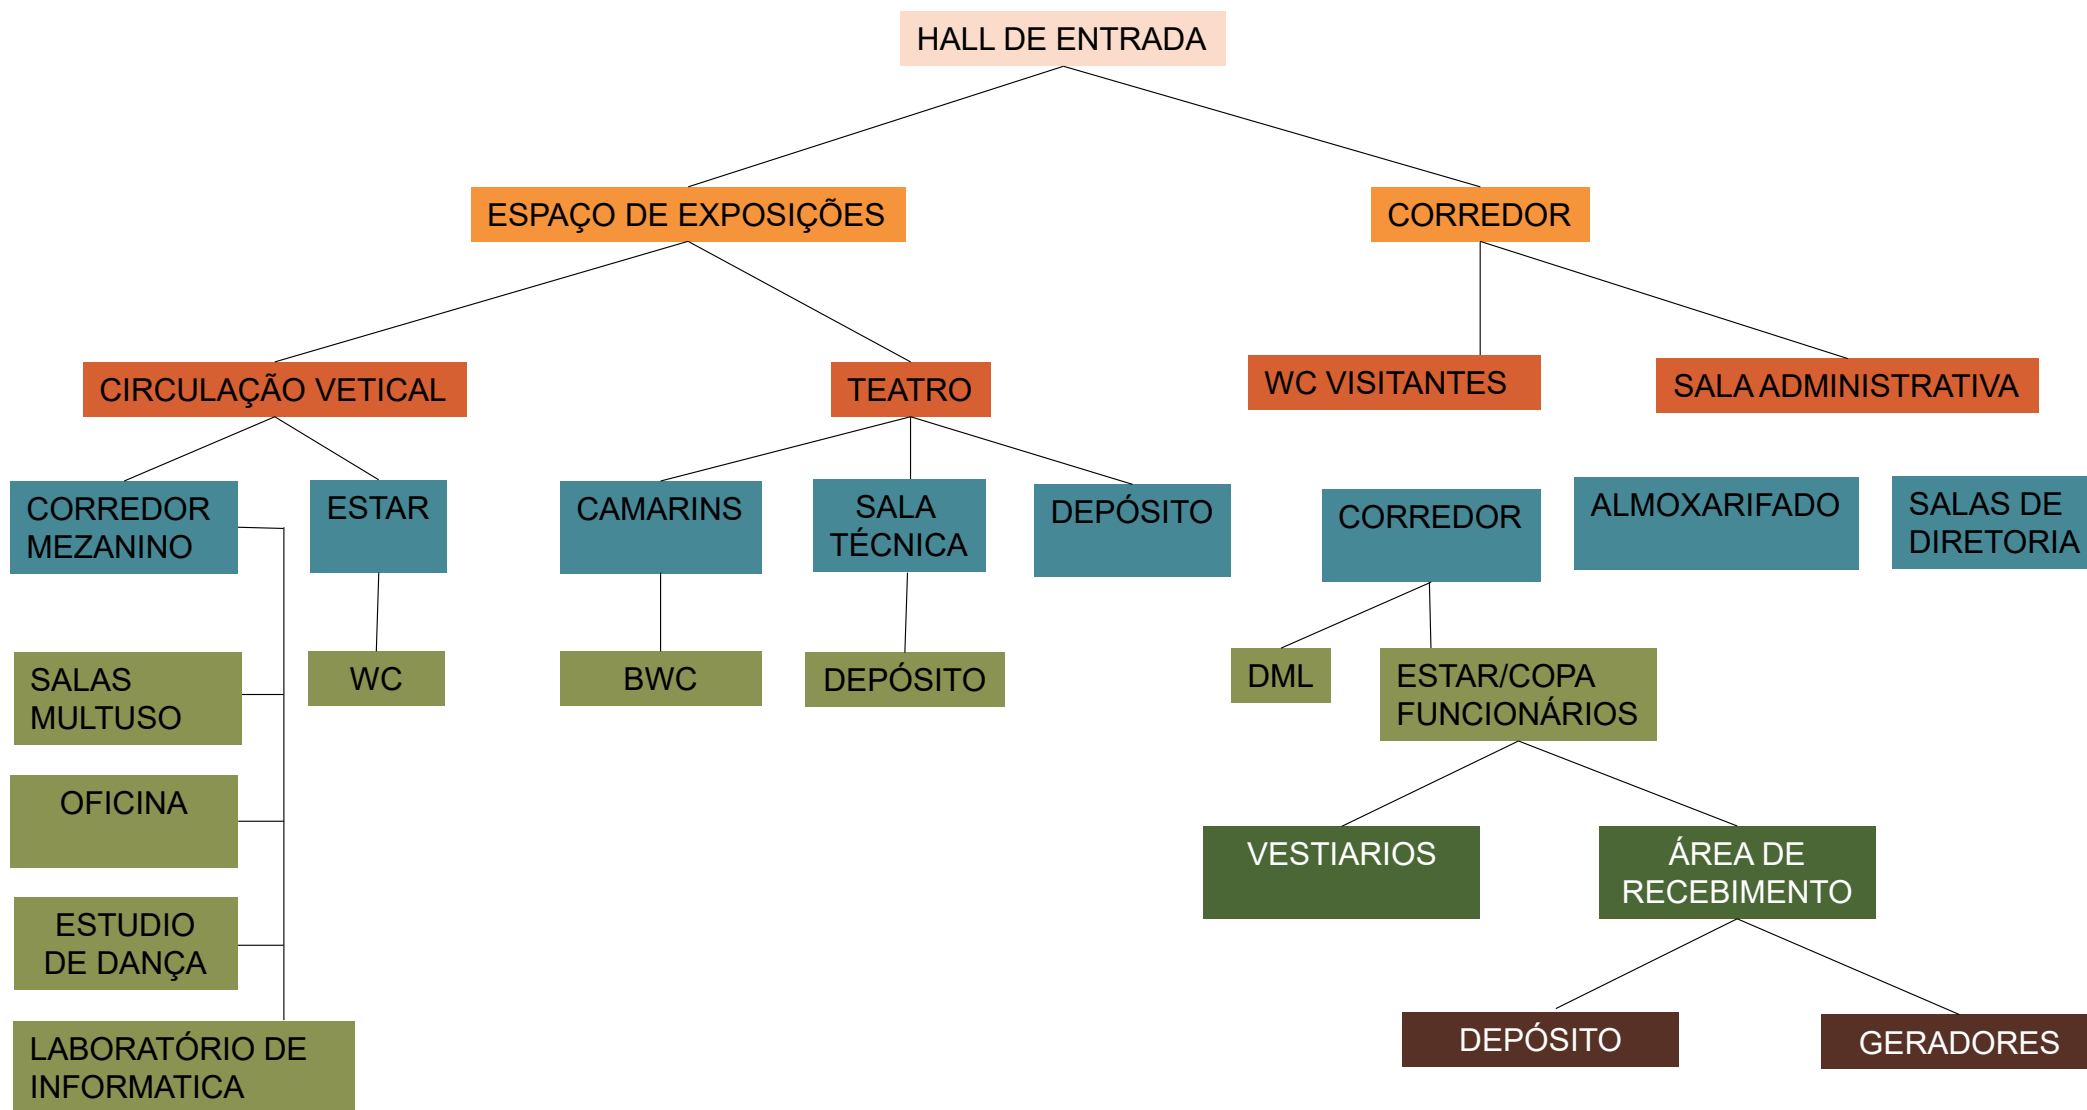 HALL DE ENTRADA
ESPAÇO DE EXPOSIÇÕES
CORREDOR
CIRCULAÇÃO VETICAL
TEATRO
WC VISITANTES
SALA ADMINISTRATIVA
CORREDOR
MEZANINO
ESTAR
CAMARINS
SALA
TÉCNICA
DEPÓSITO
CORREDOR
ALMOXARIFADO
SALAS DE
DIRETORIA
SALAS
MULTUSO
WC
BWC
DEPÓSITO
DML
ESTAR/COPA
FUNCIONÁRIOS
OFICINA
VESTIARIOS
ÁREA DE
RECEBIMENTO
ESTUDIO
DE DANÇA
LABORATÓRIO DE
INFORMATICA
DEPÓSITO
GERADORES